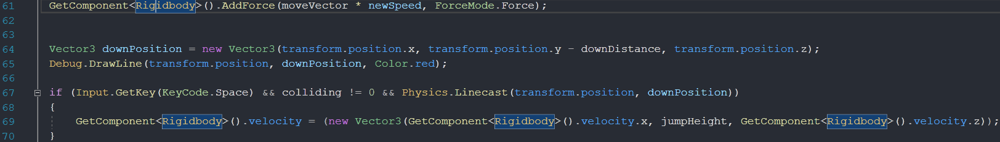 61 GetComponent<Rigidbody>().AddForce(moveVector * newSpeed, ForceMode.Force);
62
63
64 Vector3 downPosition = new Vector3(transform.position.x, transform.position.y - downDistance, transform.position.z);
65 Debug.DrawLine(transform.position, downPosition, Color.red);
66
67 if (Input.GetKey(KeyCode.Space) && colliding != 0 && Physics.Linecast(transform.position, downPosition))
68 {
69 GetComponent<Rigidbody>().velocity = (new Vector3(GetComponent<Rigidbody>().velocity.x, jumpHeight, GetComponent<Rigidbody>().velocity.z));
70 }